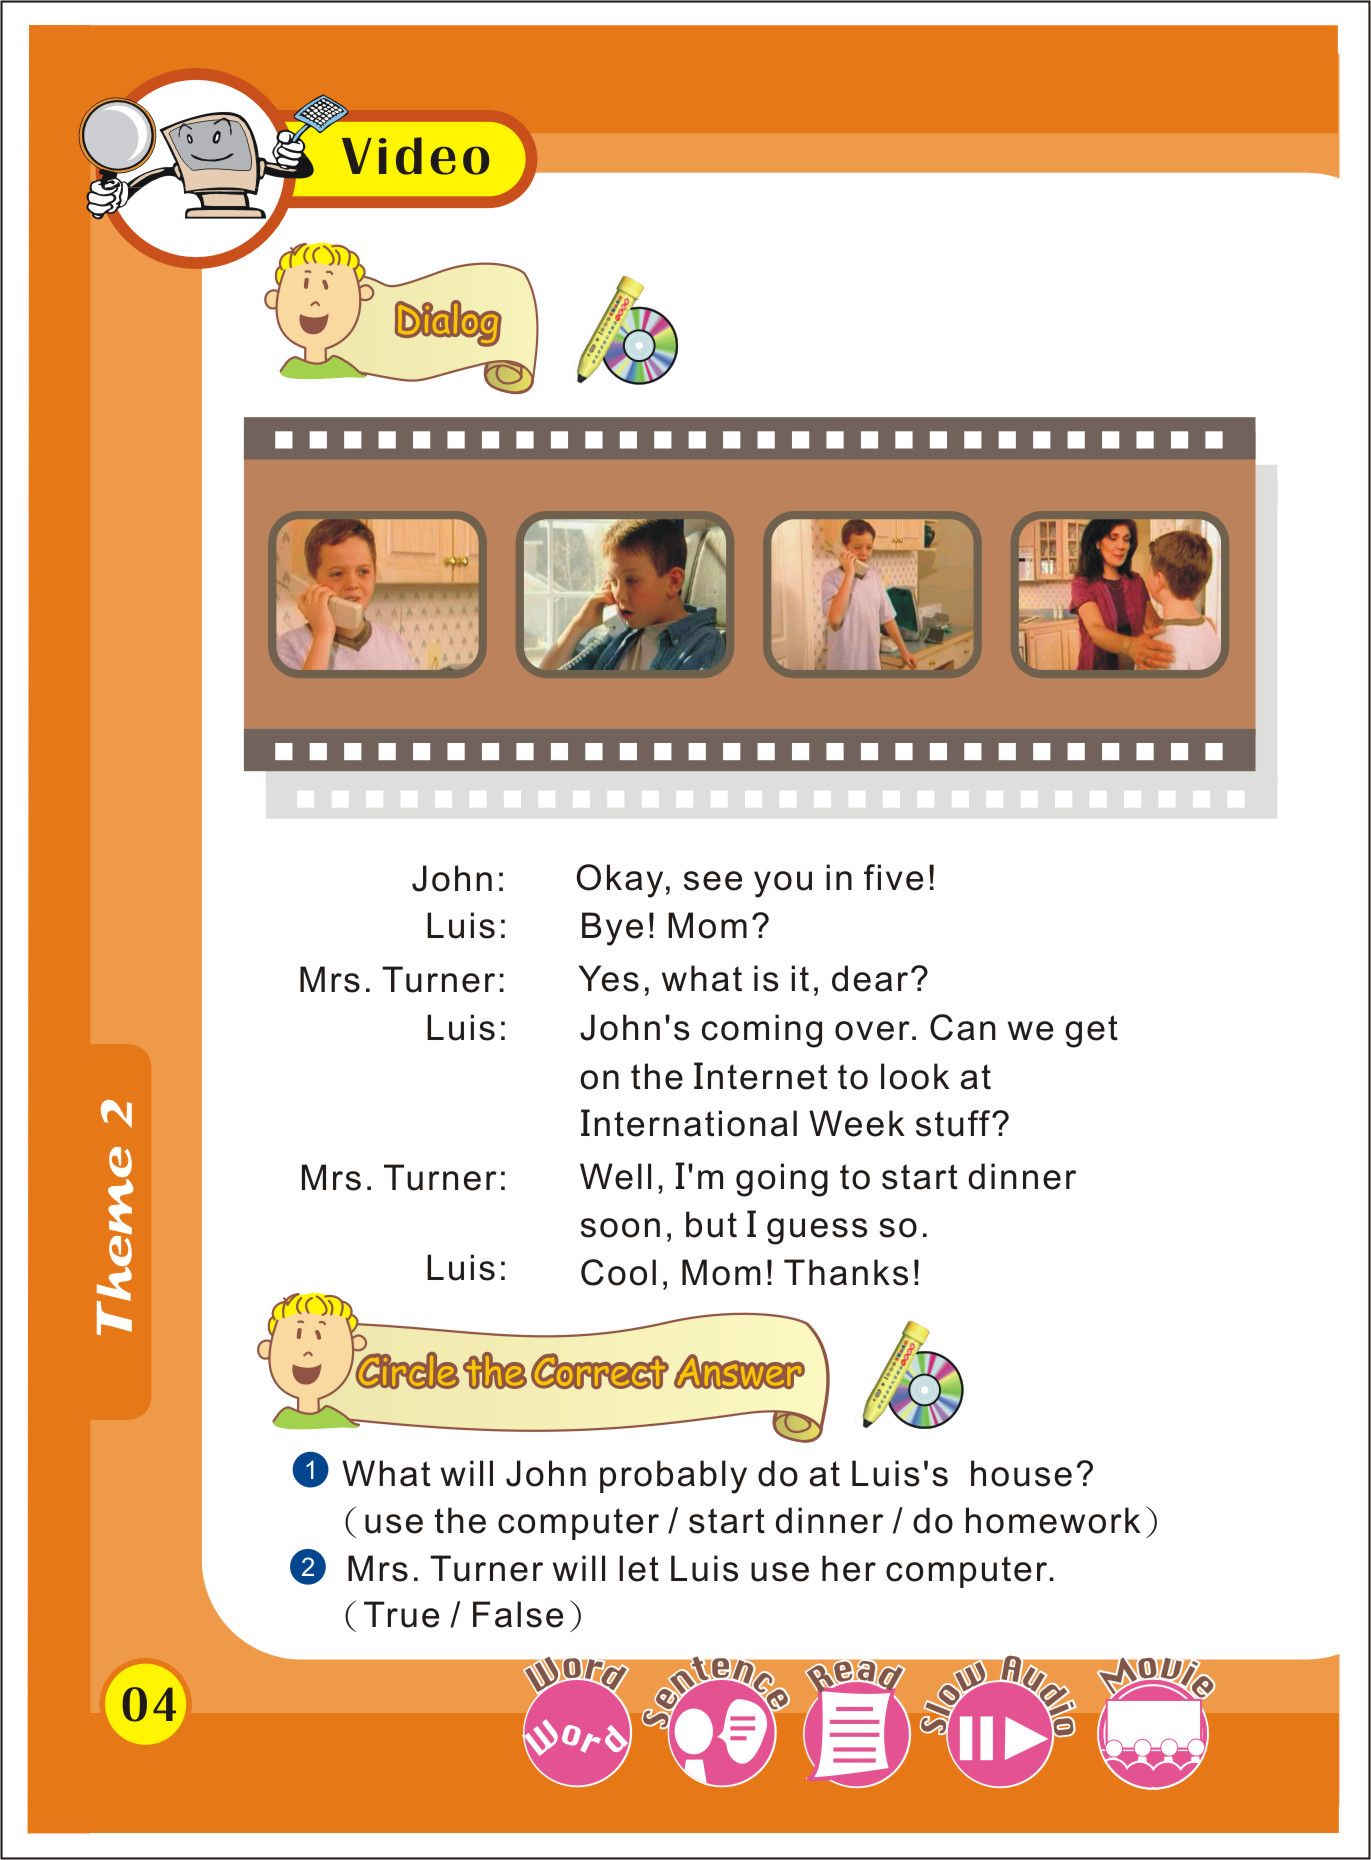 Video
Dialog
John: Okay, see you in five!
Luis: Bye! Mom?
Mrs. Turner: Yes, what is it, dear?
Luis: John's coming over. Can we get
on the Internet to look at
International Week stuff?
Mrs. Turner: Well, I'm going to start dinner
soon, but I guess so.
Luis: Cool, Mom! Thanks!
Theme 2
Circle the Correct Answer
1 What will John probably do at Luis's house?
（use the computer / start dinner / do homework）
2 Mrs. Turner will let Luis use her computer.
（True / False）
04
Word
Word
Sentence
Read
Slow Audio
Movie